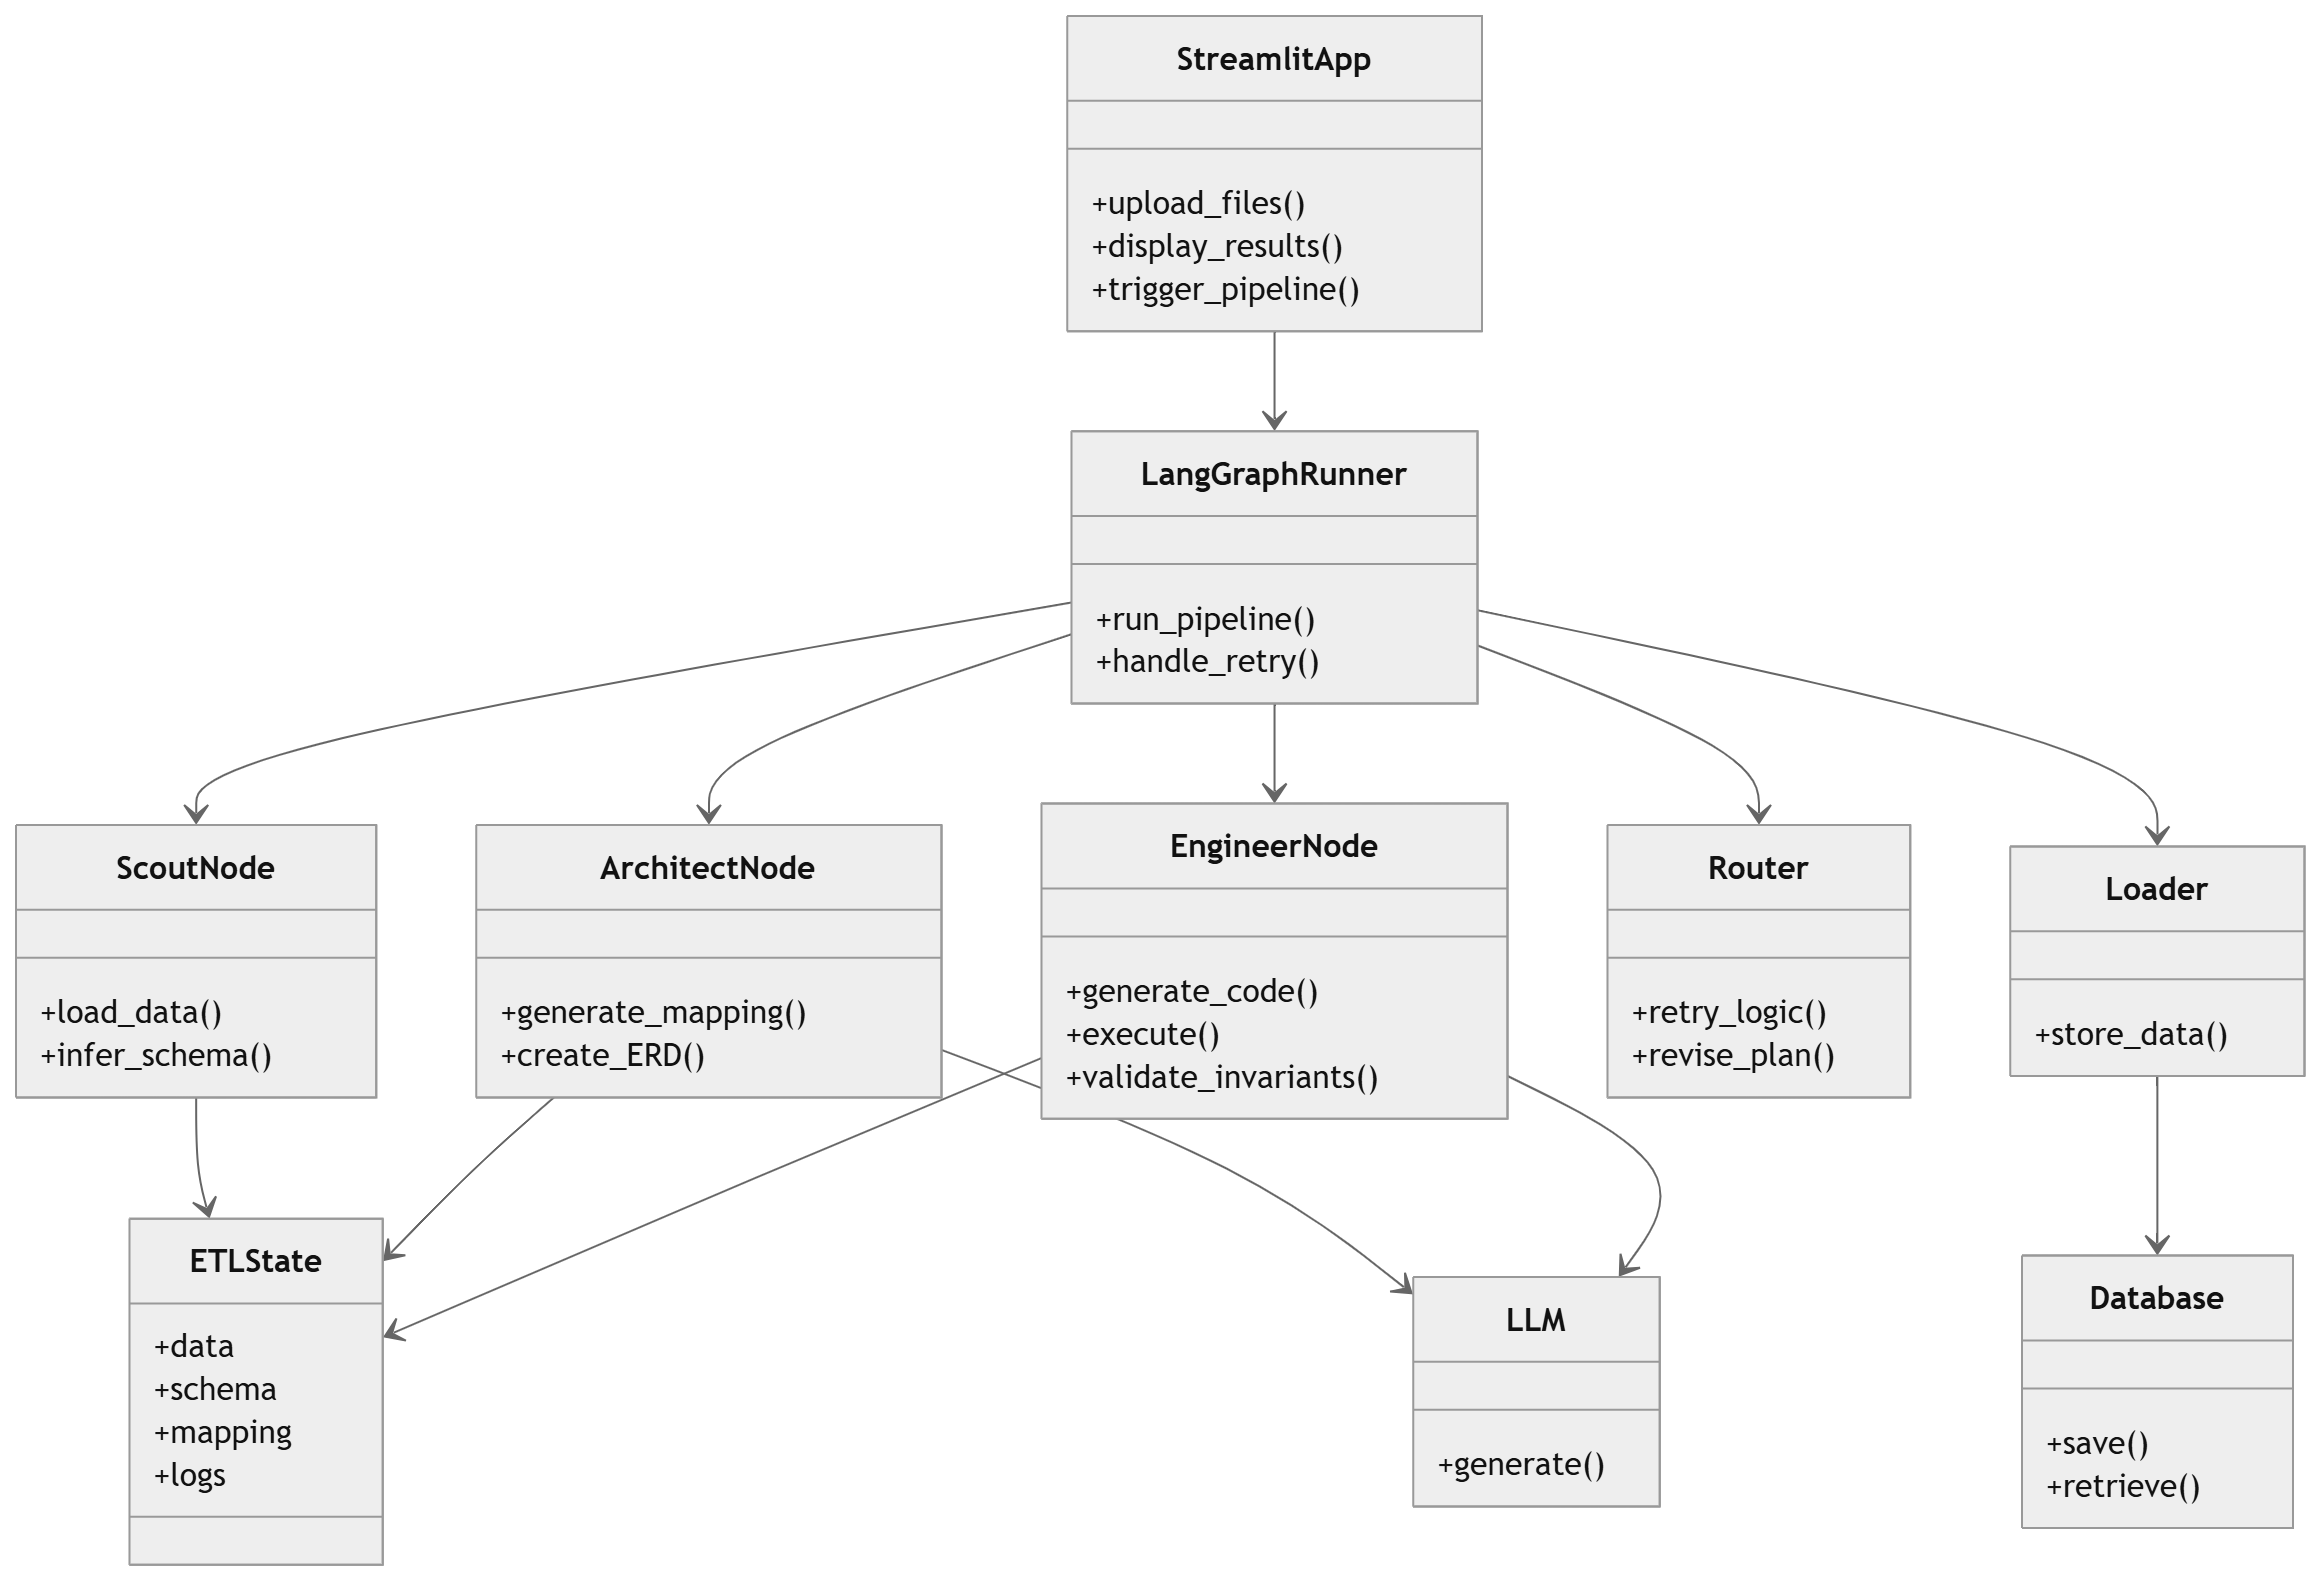 StreamlitApp
+upload_files()
+display_results()
+trigger_pipeline()
LangGraphRunner
+run_pipeline()
+handle_retry()
ScoutNode
+load_data()
+infer_schema()
ArchitectNode
+generate_mapping()
+create_ERD()
EngineerNode
+generate_code()
+execute()
+validate_invariants()
Router
+retry_logic()
+revise_plan()
Loader
+store_data()
ETLState
+data
+schema
+mapping
+logs
LLM
+generate()
Database
+save()
+retrieve()